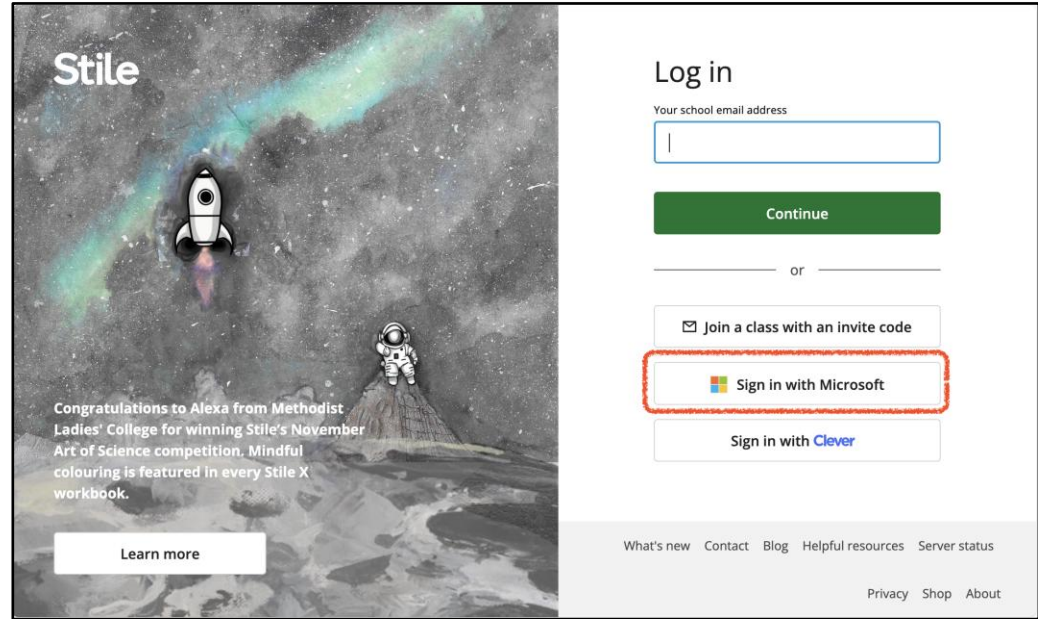 Stile
Congratulations to Alexa from Methodist
Ladies' College for winning Stile's November
Art of Science competition. Mindful
colouring is featured in every Stile X
workbook.
Learn more
Log in
Your school email address
Continue
or
Join a class with an invite code
Sign in with Microsoft
Sign in with Clever
What's new Contact Blog Helpful resources Server status
Privacy Shop About